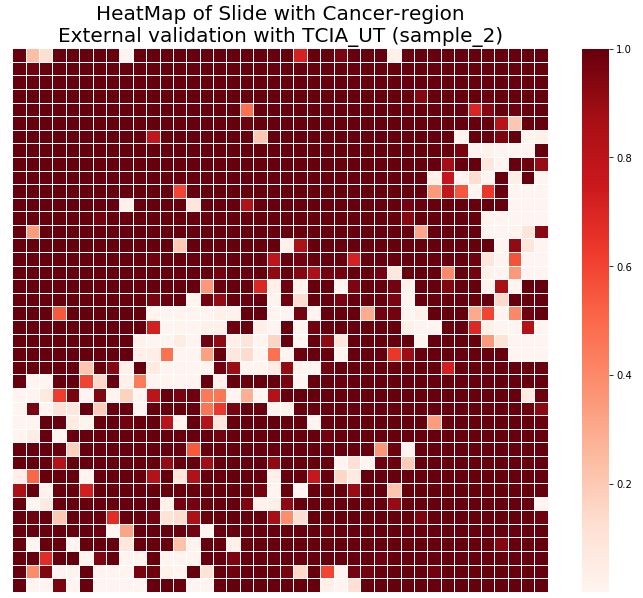 HeatMap of Slide with Cancer-region
External validation with TCIA_UT (sample_2)
1.0
0.8
0.6
0.4
0.2